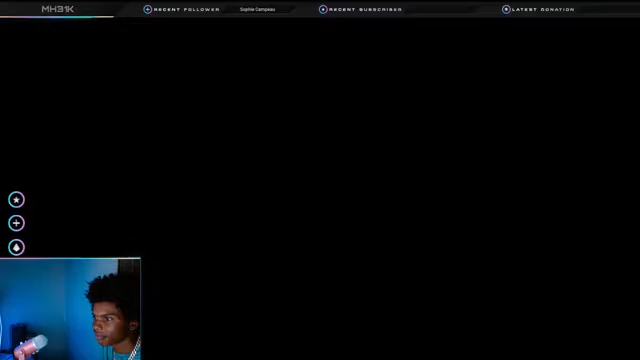 MH31K
RECENT FOLLOWER
Sophie Campeau
RECENT SUBSCRIBER
LATEST DONATION